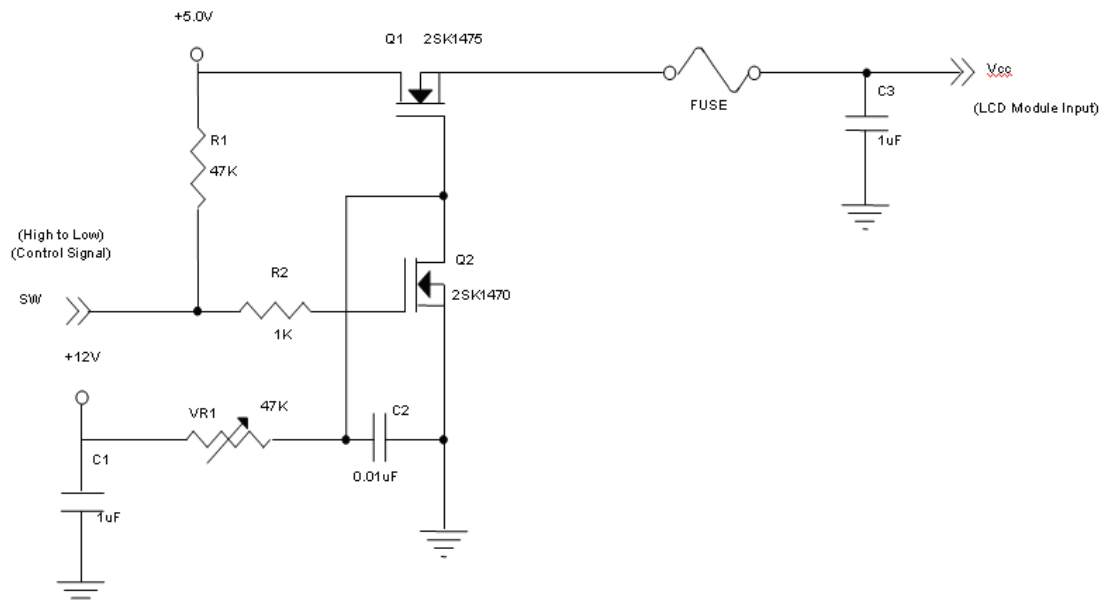 +5.0V
Q1 2SK1475
FUSE
Vcc
C3
(LCD Module Input)
1uF
R1
47K
(High to Low)
(Control Signal)
SW
R2
1K
Q2
2SK1470
+12V
VR1
47K
C2
0.01uF
C1
1uF